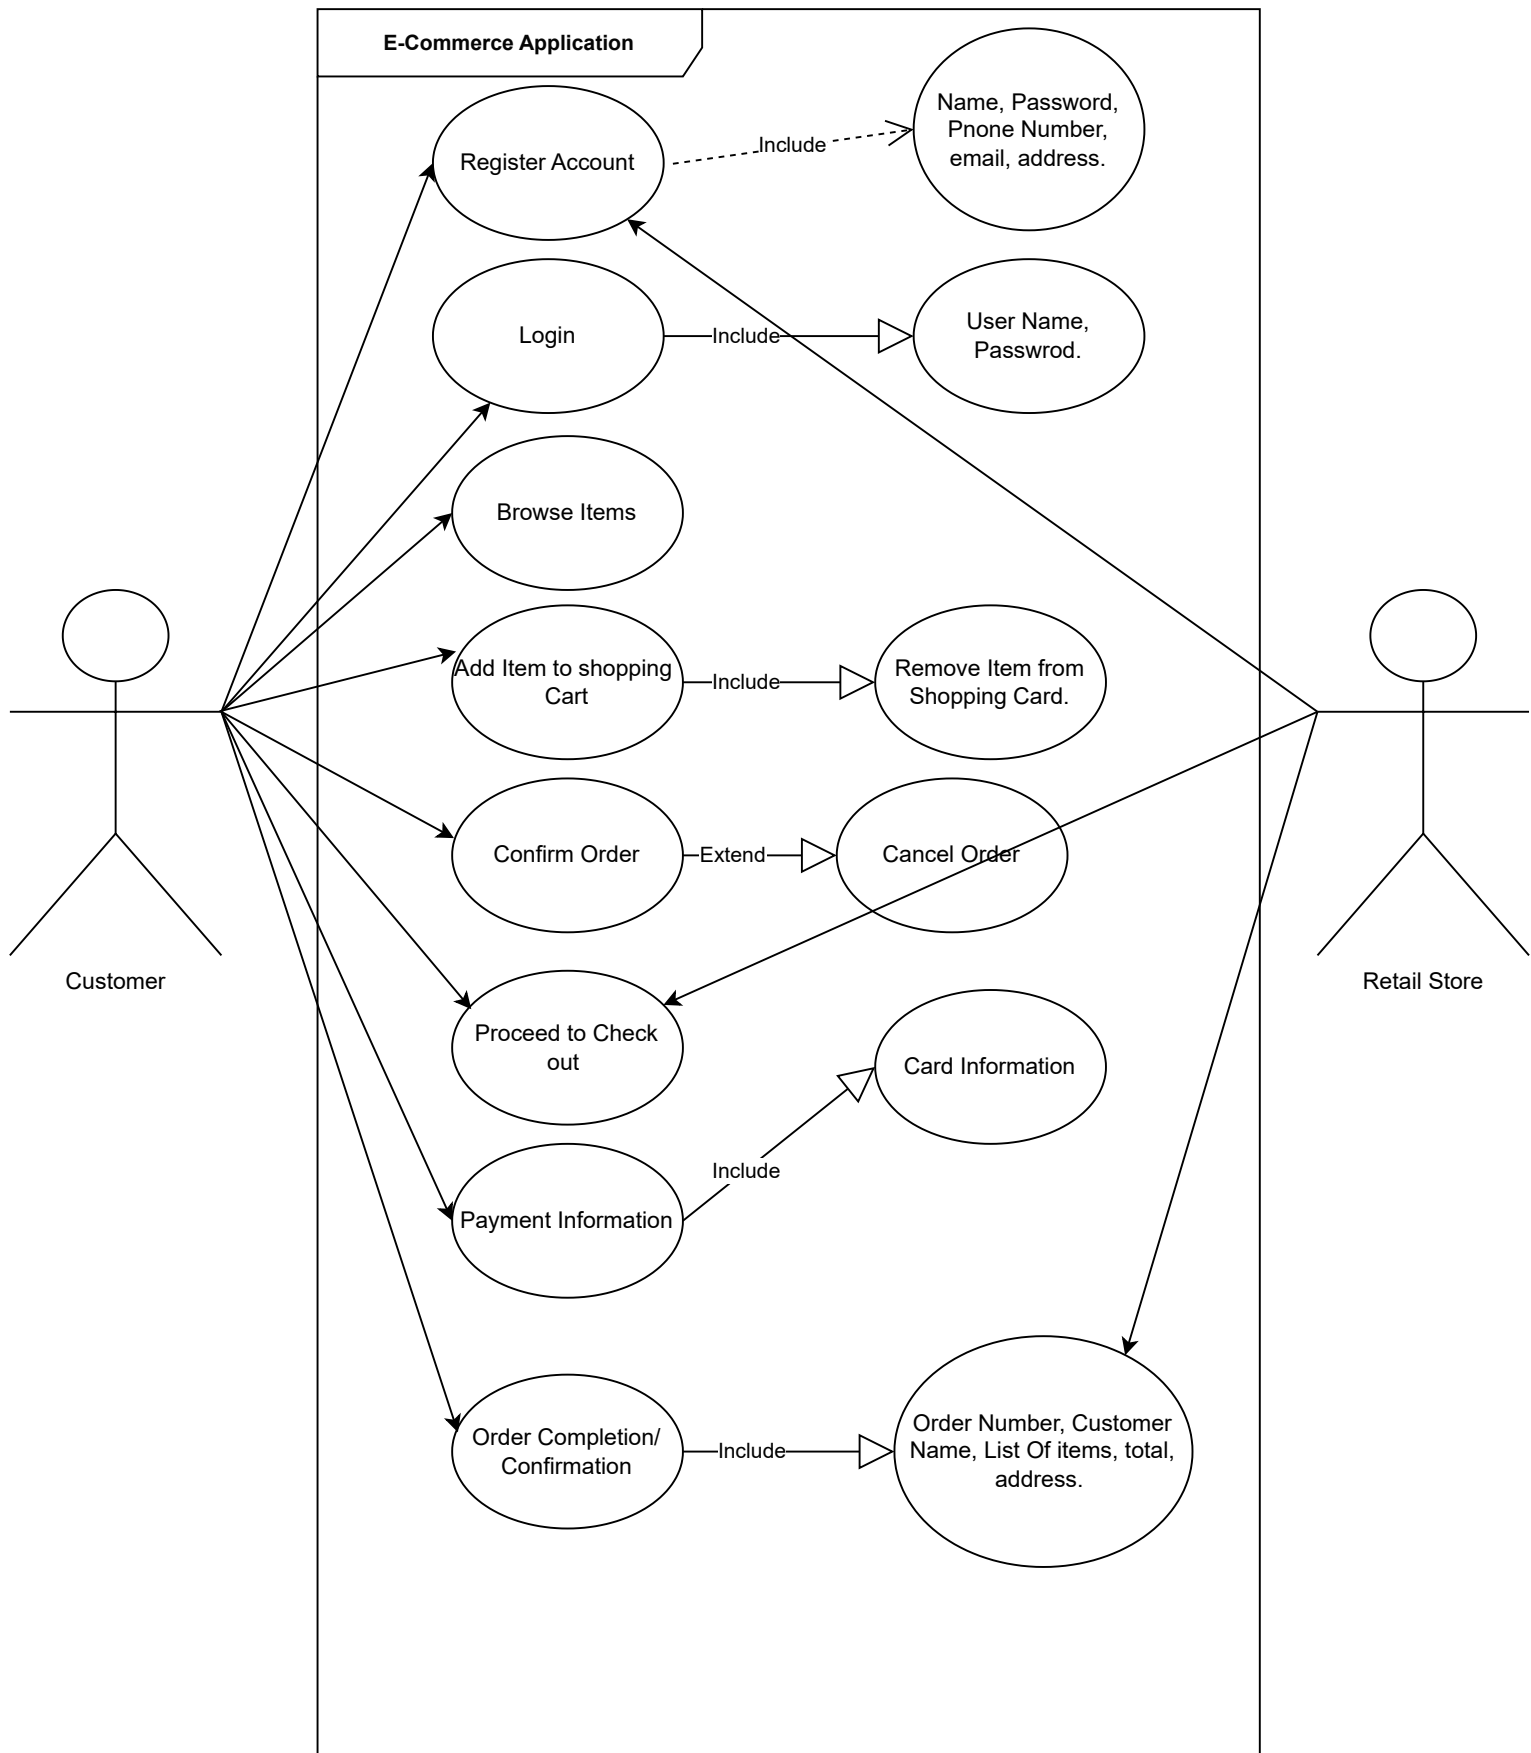 E-Commerce Application
Name, Password,
Pnone Number,
email, address.
Register Account
Include
Login
Include
User Name,
Passwrod.
Browse Items
Add Item to shopping
Cart
Include
Remove Item from
Shopping Card.
Confirm Order
Extend
Cancel Order
Customer
Retail Store
Proceed to Check
out
Card Information
Include
Payment Information
Order Completion/
Confirmation
Include
Order Number, Customer
Name, List Of items, total,
address.